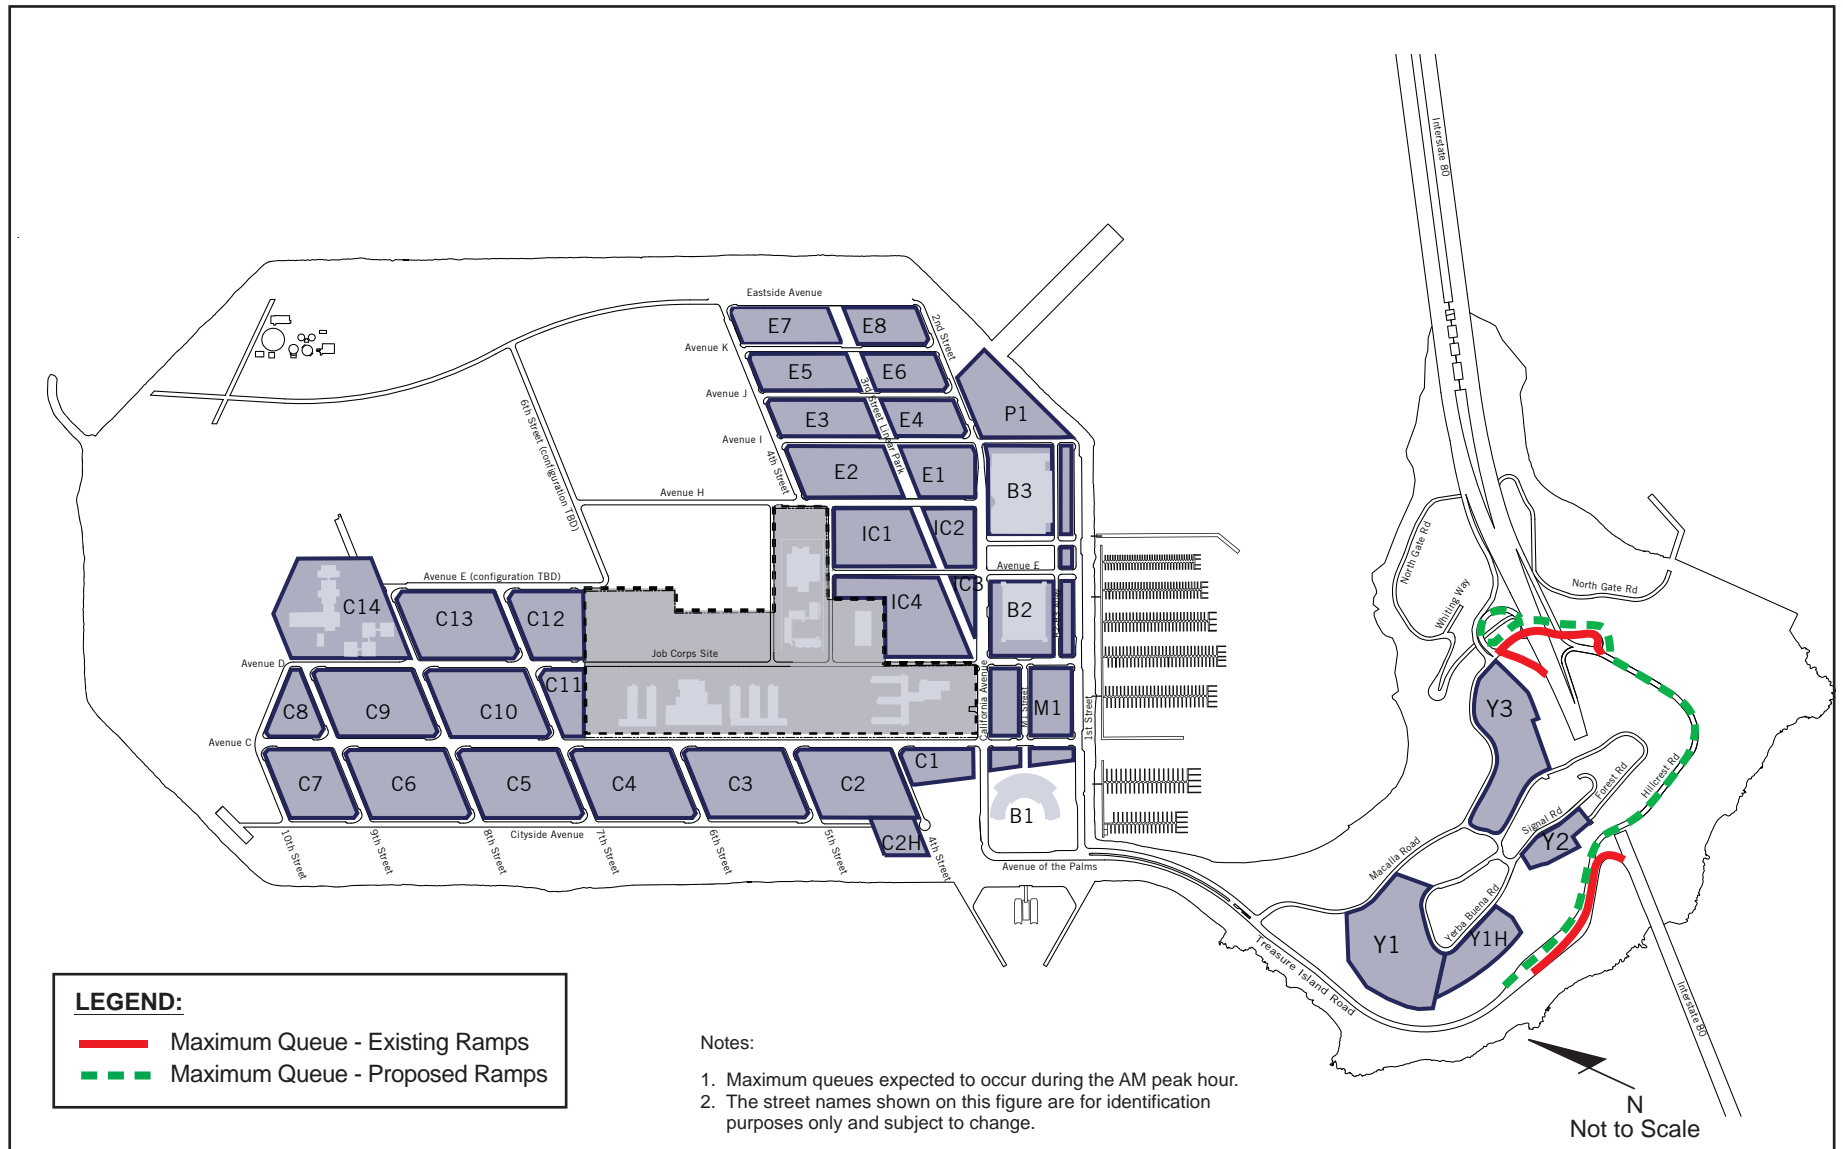 Interstate 80
Eastside Avenue
E7
E8
2nd Street
Avenue K
E5
E6
Avenue J
3rd Street Linear Park
E3
E4
P1
Avenue I
4th Street
E2
E1
B3
6th Street (configuration TBD)
Avenue H
IC1
IC2
North Gate Rd
North Gate Rd
Avenue E
Avenue E (configuration TBD)
IC3
IC4
B2
C14
C13
C12
Whiting Way
Job Corps Site
Avenue D
C11
California Avenue
M1 Street
M1
1st Street
C8
C9
C10
Y3
Avenue C
C1
Hillcrest Rd
Forest Rd
C7
C6
C5
C4
C3
C2
B1
Signal Rd
Y2
Cityside Avenue
C2H
10th Street
9th Street
8th Street
7th Street
6th Street
5th Street
4th Street
Avenue of the Palms
Macalla Road
Yerba Buena Rd
Y1
Y1H
Treasure Island Road
Interstate 80
LEGEND:
Maximum Queue - Existing Ramps
Maximum Queue - Proposed Ramps
Notes:
1. Maximum queues expected to occur during the AM peak hour.
2. The street names shown on this figure are for identification
purposes only and subject to change.
N
Not to Scale